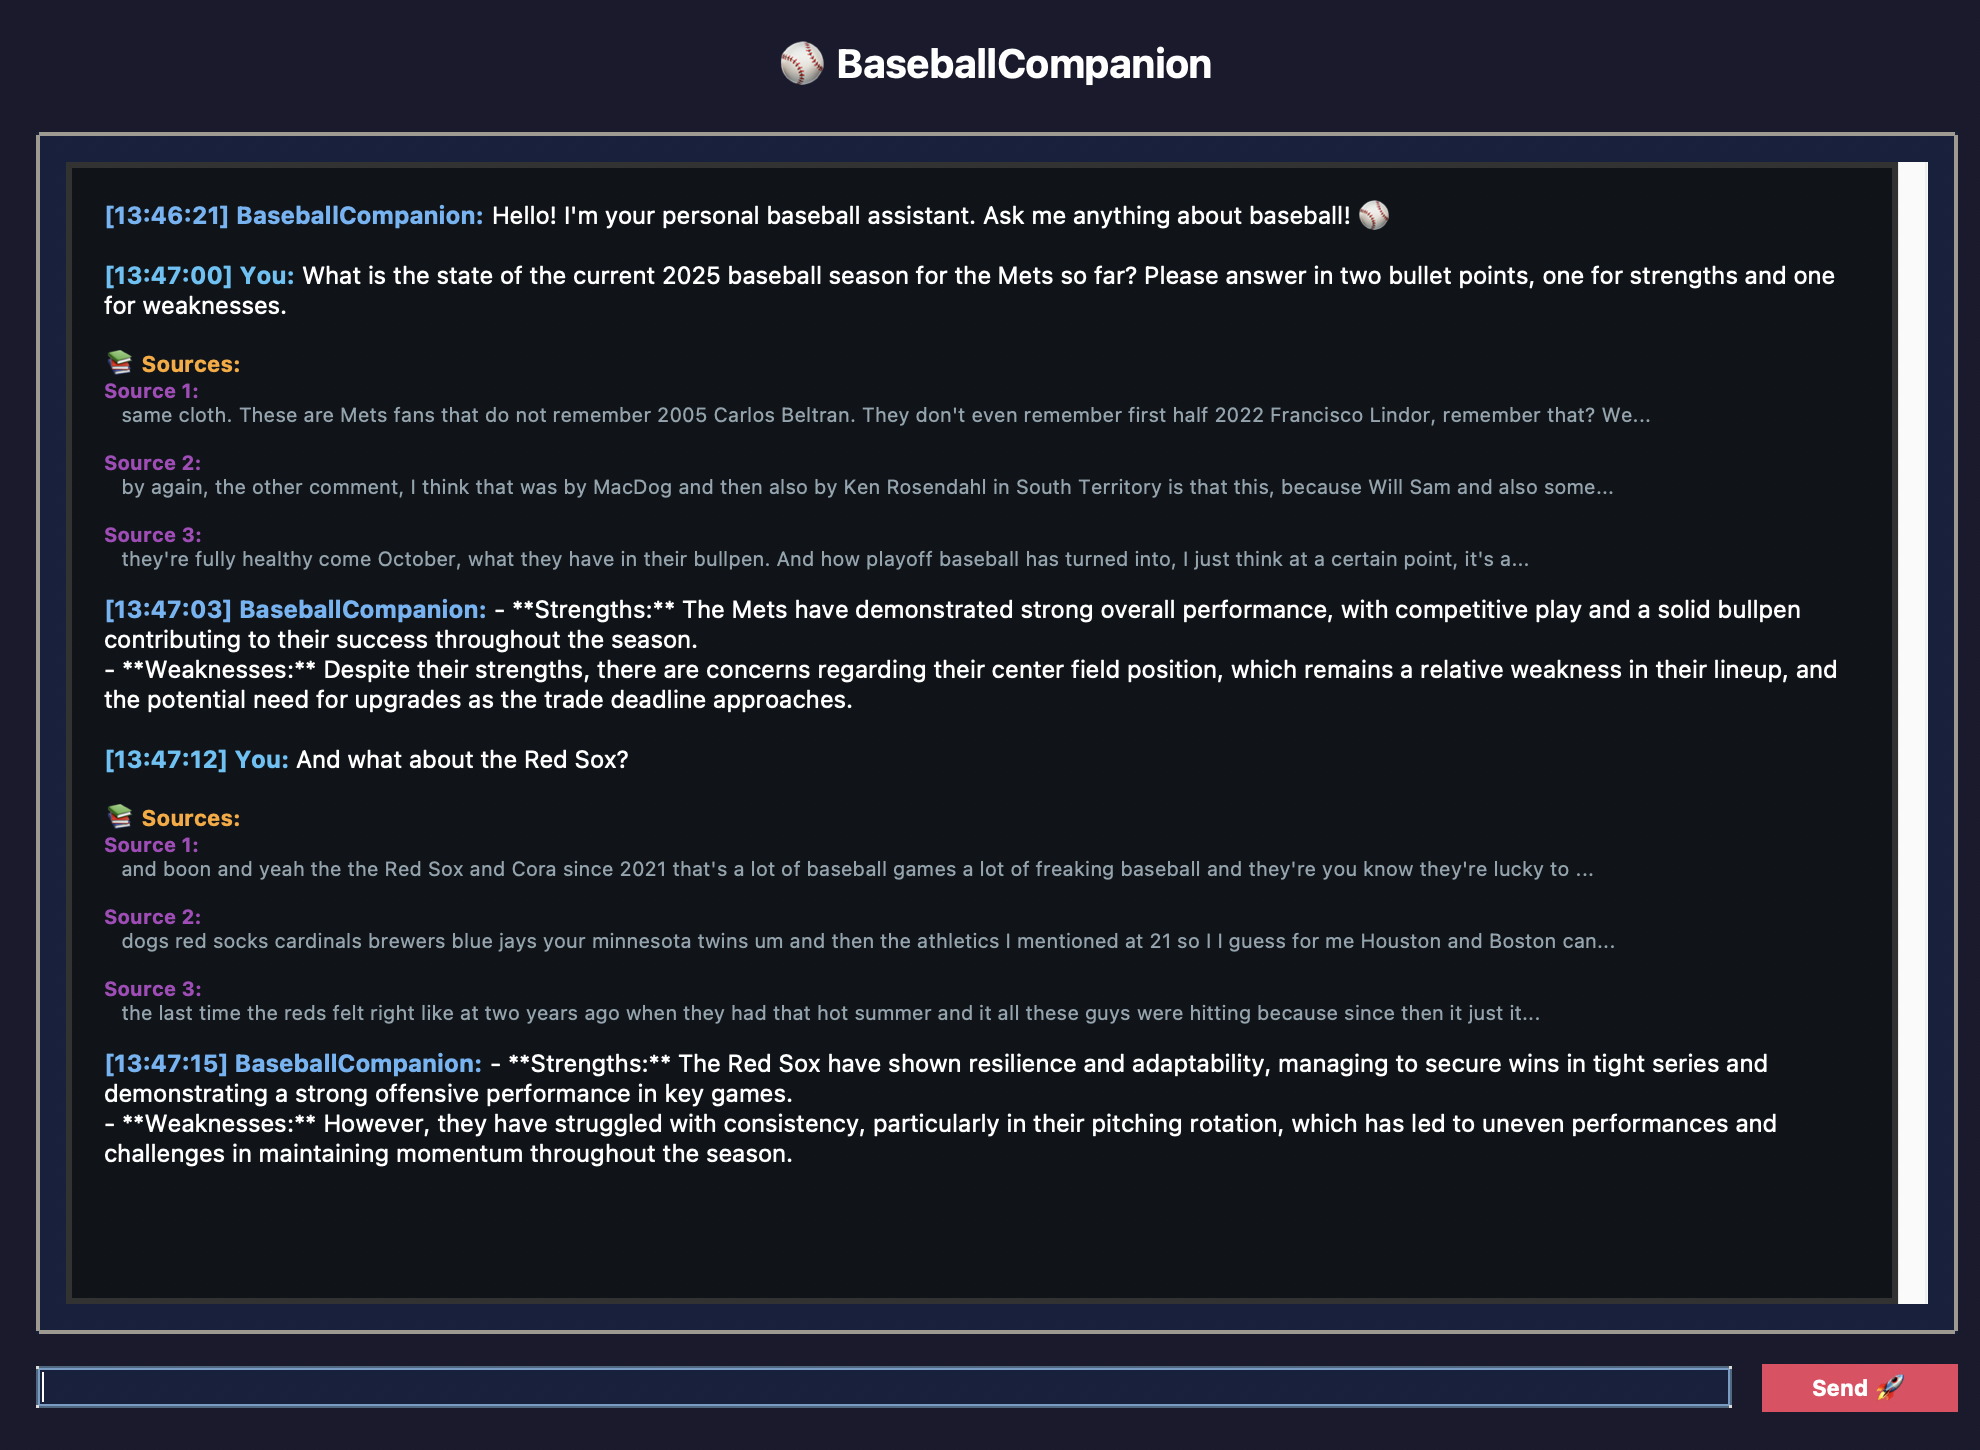 ⚾ BaseballCompanion
[13:46:21] BaseballCompanion: Hello! I'm your personal baseball assistant. Ask me anything about baseball! ⚾
[13:47:00] You: What is the state of the current 2025 baseball season for the Mets so far? Please answer in two bullet points, one for strengths and one
for weaknesses.
📚 Sources:
Source 1:
same cloth. These are Mets fans that do not remember 2005 Carlos Beltran. They don't even remember first half 2022 Francisco Lindor, remember that? We...
Source 2:
by again, the other comment, I think that was by MacDog and then also by Ken Rosendahl in South Territory is that this, because Will Sam and also some...
Source 3:
they're fully healthy come October, what they have in their bullpen. And how playoff baseball has turned into, I just think at a certain point, it's a...
[13:47:03] BaseballCompanion: - **Strengths:** The Mets have demonstrated strong overall performance, with competitive play and a solid bullpen
contributing to their success throughout the season.
- **Weaknesses:** Despite their strengths, there are concerns regarding their center field position, which remains a relative weakness in their lineup, and
the potential need for upgrades as the trade deadline approaches.
[13:47:12] You: And what about the Red Sox?
📚 Sources:
Source 1:
and boon and yeah the the Red Sox and Cora since 2021 that's a lot of baseball games a lot of freaking baseball and they're you know they're lucky to ...
Source 2:
dogs red socks cardinals brewers blue jays your minnesota twins um and then the athletics I mentioned at 21 so I I guess for me Houston and Boston can...
Source 3:
the last time the reds felt right like at two years ago when they had that hot summer and it all these guys were hitting because since then it just it...
[13:47:15] BaseballCompanion: - **Strengths:** The Red Sox have shown resilience and adaptability, managing to secure wins in tight series and
demonstrating a strong offensive performance in key games.
- **Weaknesses:** However, they have struggled with consistency, particularly in their pitching rotation, which has led to uneven performances and
challenges in maintaining momentum throughout the season.
Send 🚀